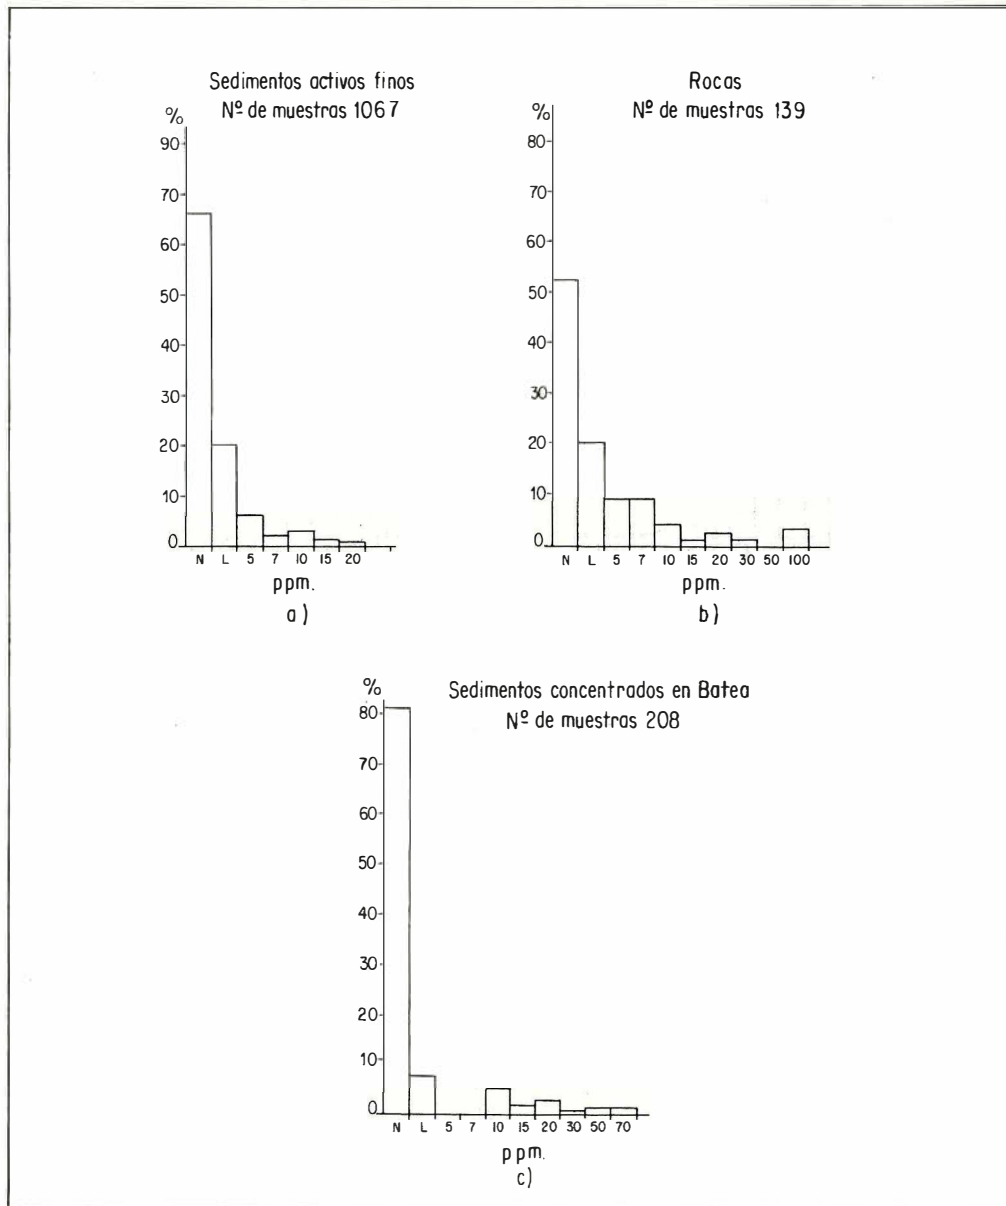 Sedimentos activos finos
Nº de muestras 1067
%
90
70
60
50
40
30
20
10
0
N L 5 7 10 15 20
ppm.
a)
Rocas
Nº de muestras 139
%
80
70
60
50
40
30
20
10
0
N L 5 7 10 15 20 30 50 100
ppm.
b)
Sedimentos concentrados en Batea
Nº de muestras 208
%
80
70
60
50
40
30
20
10
0
N L 5 7 10 15 20 30 50 70
ppm.
c)